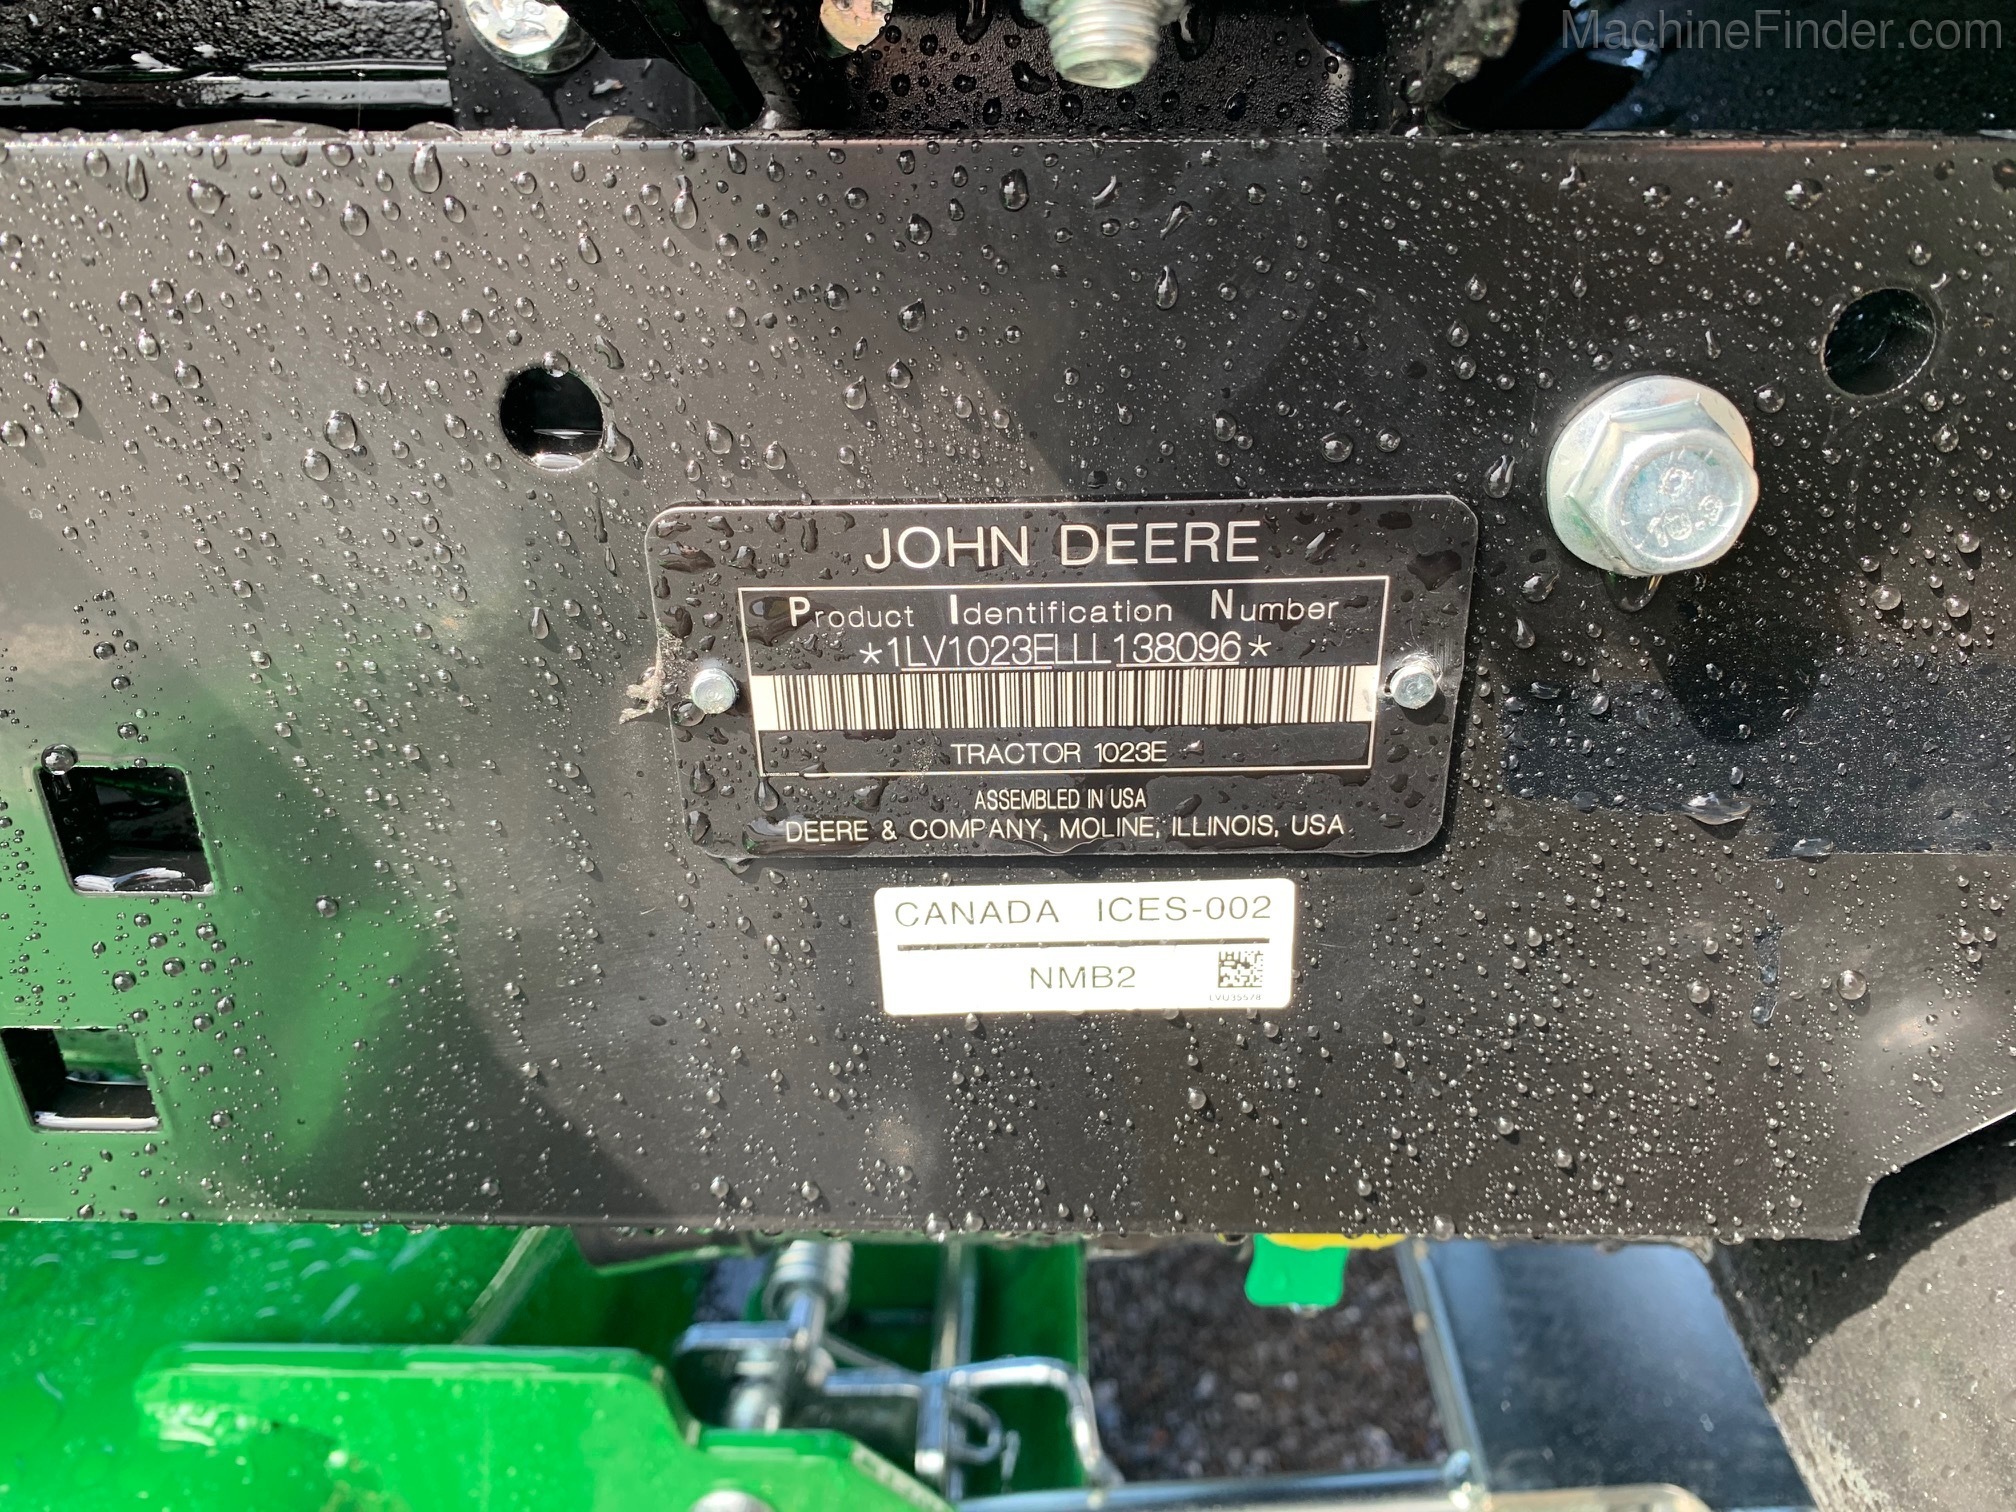 MachineFinder.com
JOHN DEERE
Product Identification Number
*1LV1023ELLL138096*
TRACTOR 1023E
ASSEMBLED IN USA
DEERE & COMPANY, MOLINE, ILLINOIS, USA
CANADA ICES-002
NMB2
LVU35578